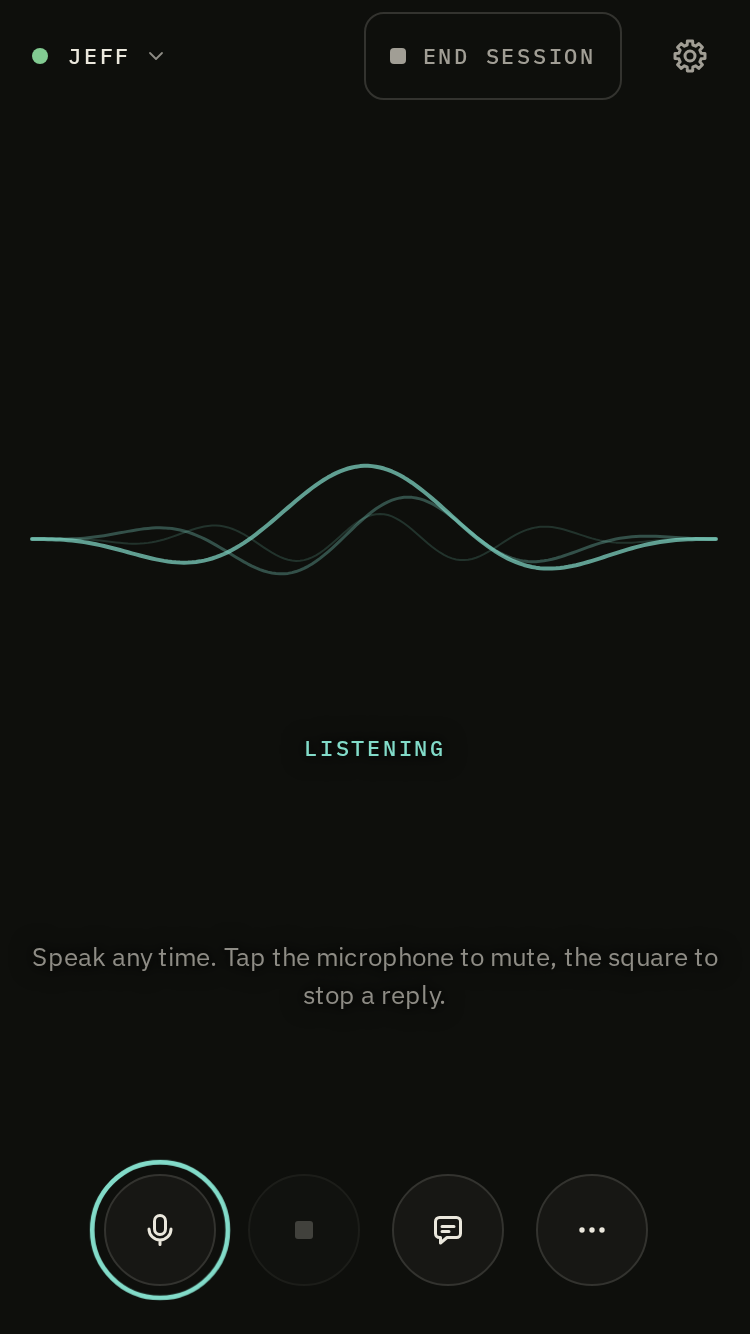 JEFF
END SESSION
LISTENING
Speak any time. Tap the microphone to mute, the square to
stop a reply.